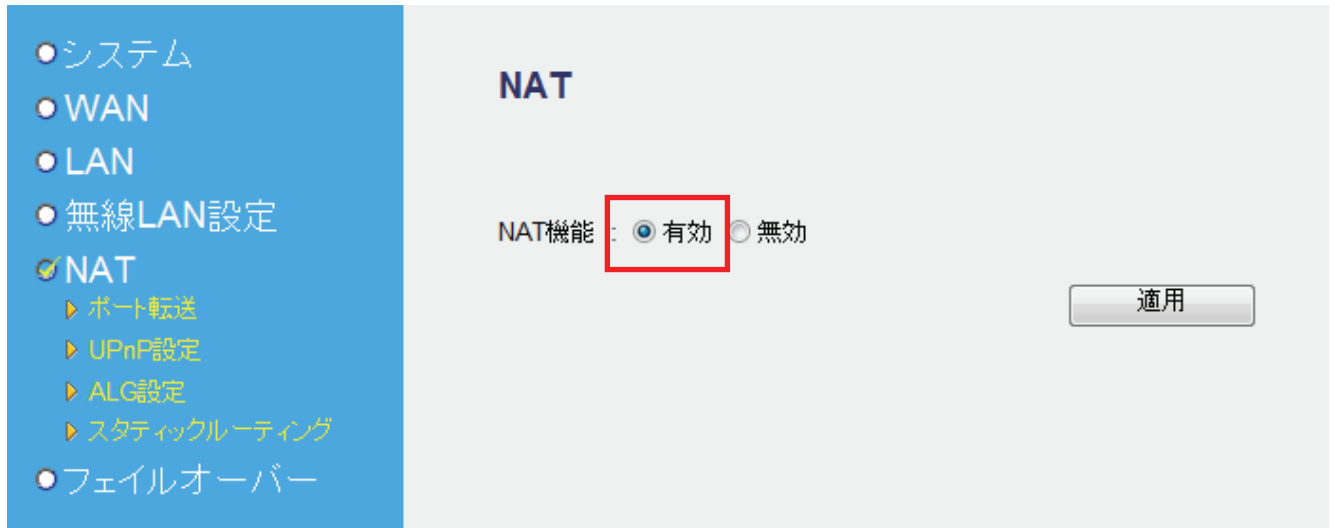 システム
WAN
LAN
無線LAN設定
NAT
ポート転送
UPnP設定
ALG設定
スタティックルーティング
フェイルオーバー
NAT
NAT機能 : 有効 無効
適用